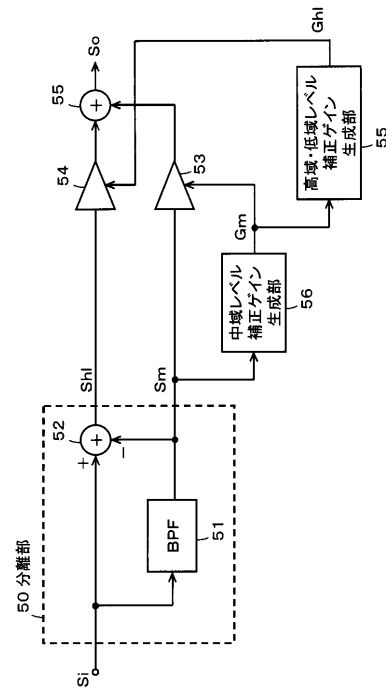 50 分離部
Si
BPF
51
52
+
+
−
Shl
Sm
54
53
55
+
So
Gm
中域レベル
補正ゲイン
生成部
56
Ghl
高域・低域レベル
補正ゲイン
生成部
55